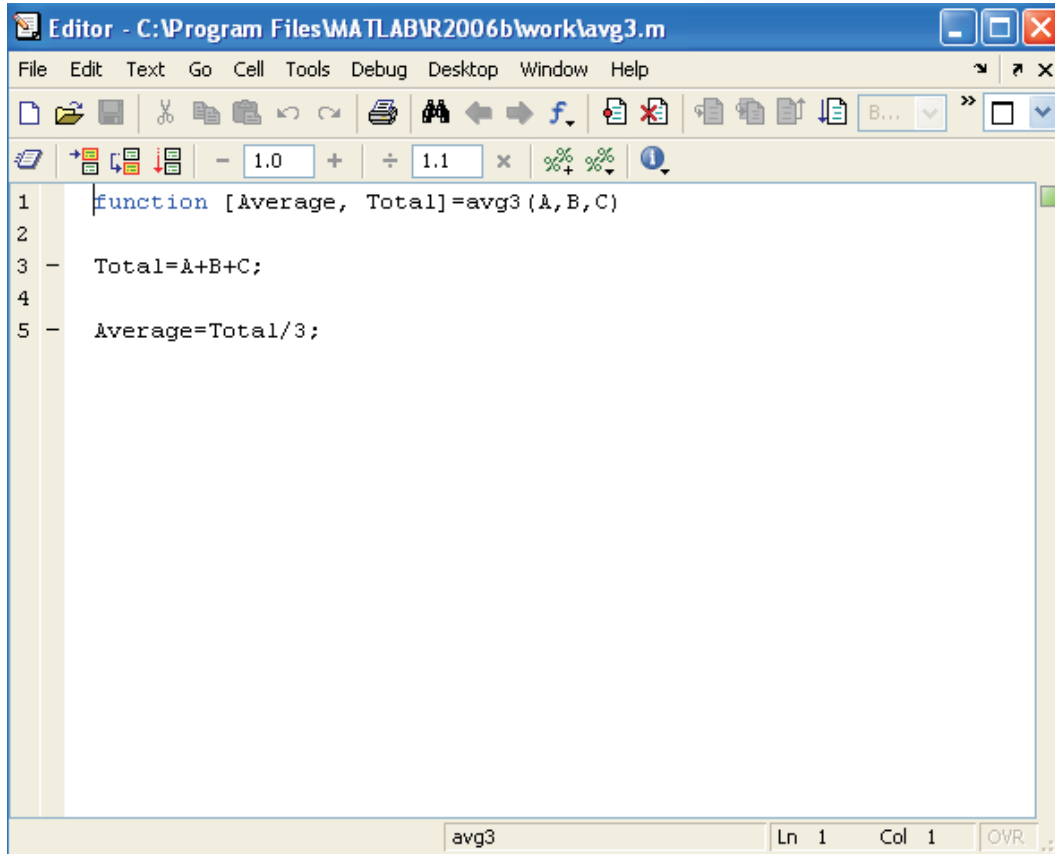 Editor - C:\Program Files\MATLAB\R2006b\work\avg3.m
File Edit Text Go Cell Tools Debug Desktop Window Help
B...
- 1.0 + ÷ 1.1 ×
1 function [Average, Total]=avg3(A,B,C)
2
3 - Total=A+B+C;
4
5 - Average=Total/3;
avg3 Ln 1 Col 1 OVR